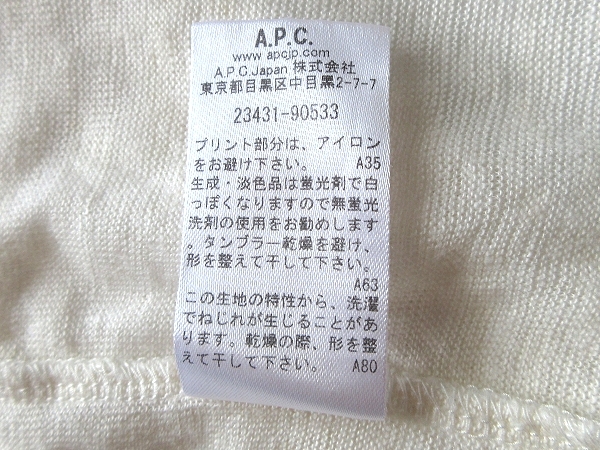 A.P.C.
www.apcjp.com
A.P.C.Japan 株式会社
東京都目黒区中目黒2-7-7
23431-90533
プリント部分は、アイロン
をお避け下さい。 A35
生成・淡色品は蛍光剤で白
っぽくなりますので無蛍光
洗剤の使用をお勧めします
。タンブラー乾燥を避け、
形を整えて干して下さい。
A63
この生地の特性から、洗濯
でねじれが生じることがあ
ります。乾燥の際、形を整
えて干して下さい。 A80